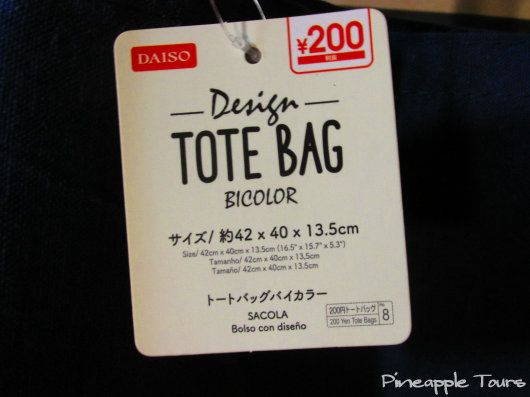 DAISO
¥200
税抜
Design
TOTE BAG
BICOLOR
サイズ/ 約42 x 40 x 13.5cm
Size/ 42cm x 40cm x 13.5cm (16.5" x 15.7" x 5.3")
Tamanho/ 42cm x 40cm x 13,5cm
Tamaño/ 42cm x 40cm x 13.5cm
トートバッグバイカラー
SACOLA
Bolso con diseño
200円トートバッグ
200 Yen Tote Bags
No
8
Pineapple Tours